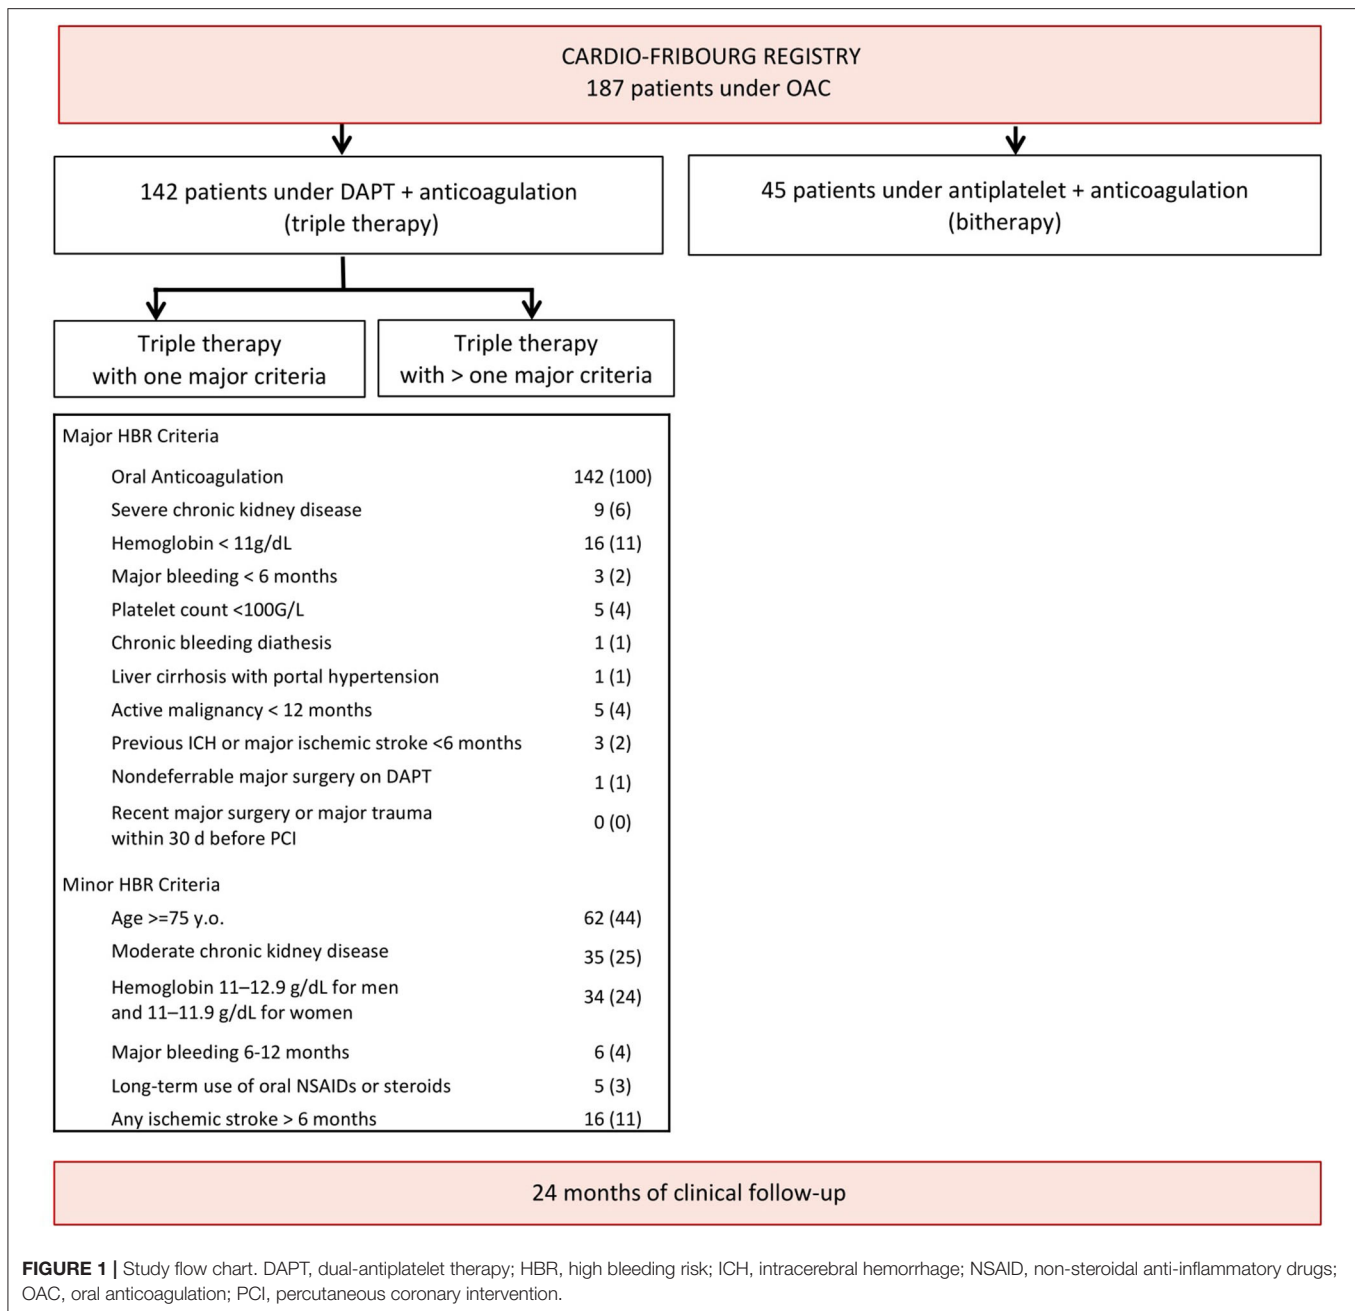 CARDIO-FRIBOURG REGISTRY
187 patients under OAC
142 patients under DAPT + anticoagulation
(triple therapy)
45 patients under antiplatelet + anticoagulation
(bitherapy)
Triple therapy
with one major criteria
Triple therapy
with > one major criteria
Major HBR Criteria
Oral Anticoagulation 142 (100)
Severe chronic kidney disease 9 (6)
Hemoglobin < 11g/dL 16 (11)
Major bleeding < 6 months 3 (2)
Platelet count <100G/L 5 (4)
Chronic bleeding diathesis 1 (1)
Liver cirrhosis with portal hypertension 1 (1)
Active malignancy < 12 months 5 (4)
Previous ICH or major ischemic stroke <6 months 3 (2)
Nondeferrable major surgery on DAPT 1 (1)
Recent major surgery or major trauma
within 30 d before PCI 0 (0)
Minor HBR Criteria
Age >=75 y.o. 62 (44)
Moderate chronic kidney disease 35 (25)
Hemoglobin 11–12.9 g/dL for men
and 11–11.9 g/dL for women 34 (24)
Major bleeding 6-12 months 6 (4)
Long-term use of oral NSAIDs or steroids 5 (3)
Any ischemic stroke > 6 months 16 (11)
24 months of clinical follow-up
FIGURE 1 | Study flow chart. DAPT, dual-antiplatelet therapy; HBR, high bleeding risk; ICH, intracerebral hemorrhage; NSAID, non-steroidal anti-inflammatory drugs;
OAC, oral anticoagulation; PCI, percutaneous coronary intervention.